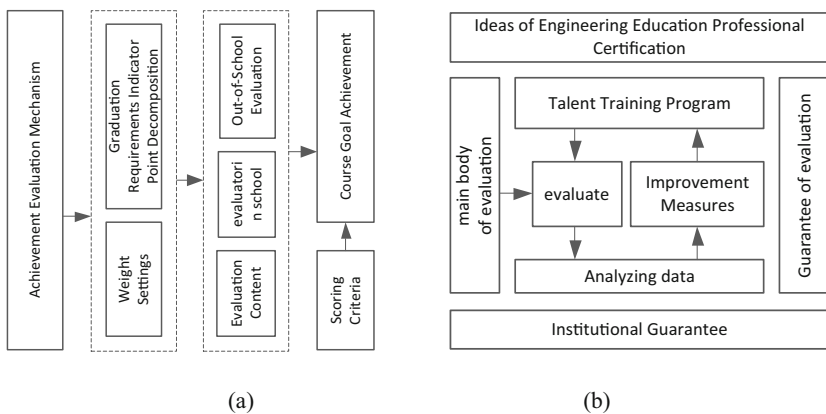 Achievement Evaluation Mechanism
Graduation
Requirements Indicator
Point Decomposition
Weight
Settings
Out-of-School
Evaluation
evaluatori
n school
Evaluation
Content
Course Goal Achievement
Scoring
Criteria
(a)
Ideas of Engineering Education Professional
Certification
main body
of evaluation
Talent Training Program
evaluate
Improvement
Measures
Analyzing data
Guarantee of evaluation
Institutional Guarantee
(b)